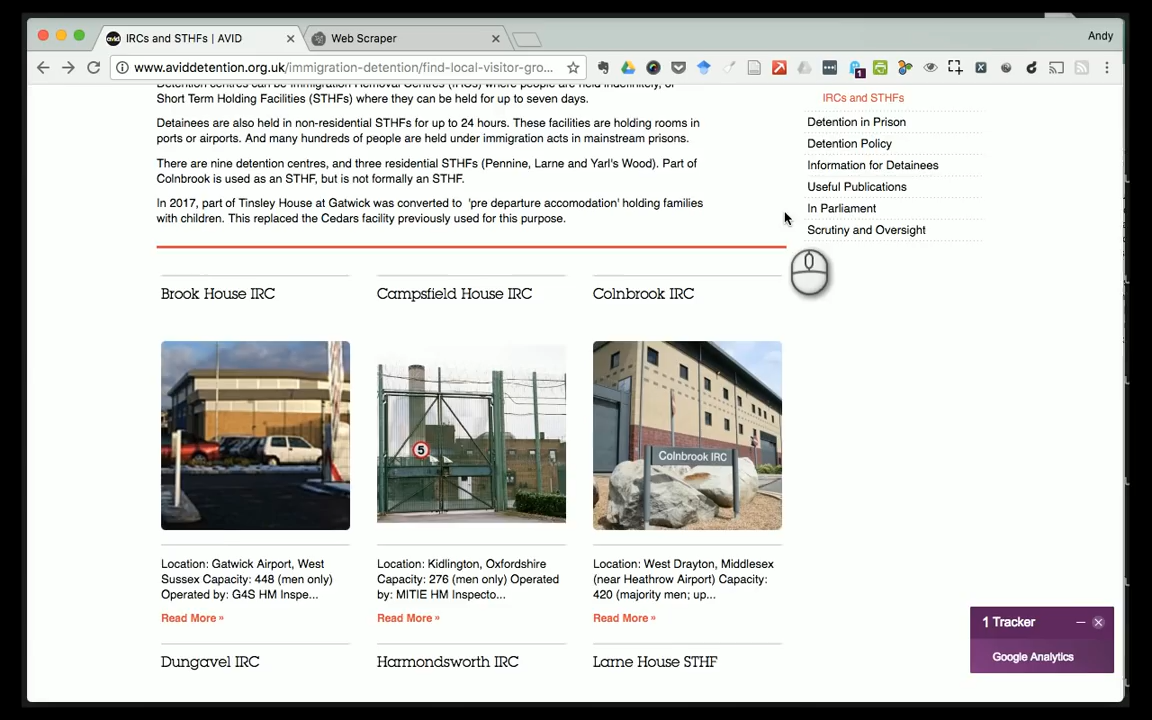 IRCs and STHFs | AVID
Web Scraper
Andy
www.aviddetention.org.uk/immigration-detention/find-local-visitor-gro...
Short Term Holding Facilities (STHFs) where they can be held for up to seven days.
Detainees are also held in non-residential STHFs for up to 24 hours. These facilities are holding rooms in
ports or airports. And many hundreds of people are held under immigration acts in mainstream prisons.
There are nine detention centres, and three residential STHFs (Pennine, Larne and Yarl's Wood). Part of
Colnbrook is used as an STHF, but is not formally an STHF.
In 2017, part of Tinsley House at Gatwick was converted to 'pre departure accomodation' holding families
with children. This replaced the Cedars facility previously used for this purpose.
IRCs and STHFs
Detention in Prison
Detention Policy
Information for Detainees
Useful Publications
In Parliament
Scrutiny and Oversight
Brook House IRC
Campsfield House IRC
Colnbrook IRC
5
Colnbrook IRC
Location: Gatwick Airport, West
Sussex Capacity: 448 (men only)
Operated by: G4S HM Inspe...
Read More »
Location: Kidlington, Oxfordshire
Capacity: 276 (men only) Operated
by: MITIE HM Inspecto...
Read More »
Location: West Drayton, Middlesex
(near Heathrow Airport) Capacity:
420 (majority men; up...
Read More »
Dungavel IRC
Harmondsworth IRC
Larne House STHF
1 Tracker
Google Analytics